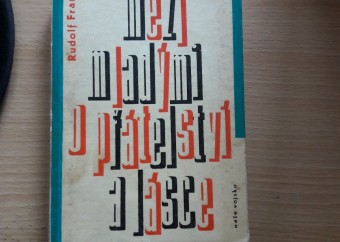 Rudolf Fra
mezi
mladými
o přátelství
a lásce
naše vojsko